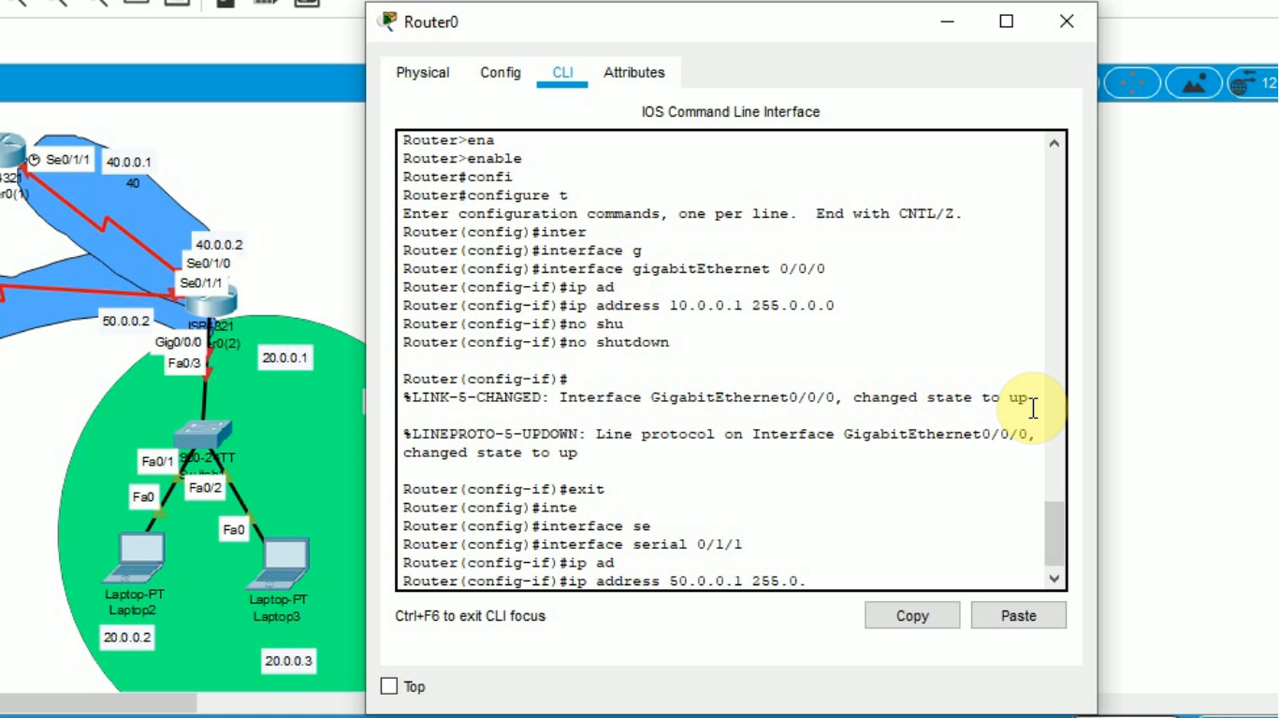 Router0
Physical
Config
CLI
Attributes
12
IOS Command Line Interface
Router>ena
Router>enable
Router#confi
Router#configure t
Enter configuration commands, one per line.  End with CNTL/Z.
Router(config)#inter
Router(config)#interface g
Router(config)#interface gigabitEthernet 0/0/0
Router(config-if)#ip ad
Router(config-if)#ip address 10.0.0.1 255.0.0.0
Router(config-if)#no shu
Router(config-if)#no shutdown
Router(config-if)#
%LINK-5-CHANGED: Interface GigabitEthernet0/0/0, changed state to up
%LINEPROTO-5-UPDOWN: Line protocol on Interface GigabitEthernet0/0/0,
changed state to up
Router(config-if)#exit
Router(config)#inte
Router(config)#interface se
Router(config)#interface serial 0/1/1
Router(config-if)#ip ad
Router(config-if)#ip address 50.0.0.1 255.0.
Ctrl+F6 to exit CLI focus
Copy
Paste
Top
Se0/1/1
40.0.0.1
40
321
r0(1)
40.0.0.2
Se0/1/0
Se0/1/1
50.0.0.2
Gig0/0/0
r0(2)
Fa0/3
20.0.0.1
Fa0/1
Fa0
Fa0/2
Fa0
Laptop-PT
Laptop2
Laptop-PT
Laptop3
20.0.0.2
20.0.0.3